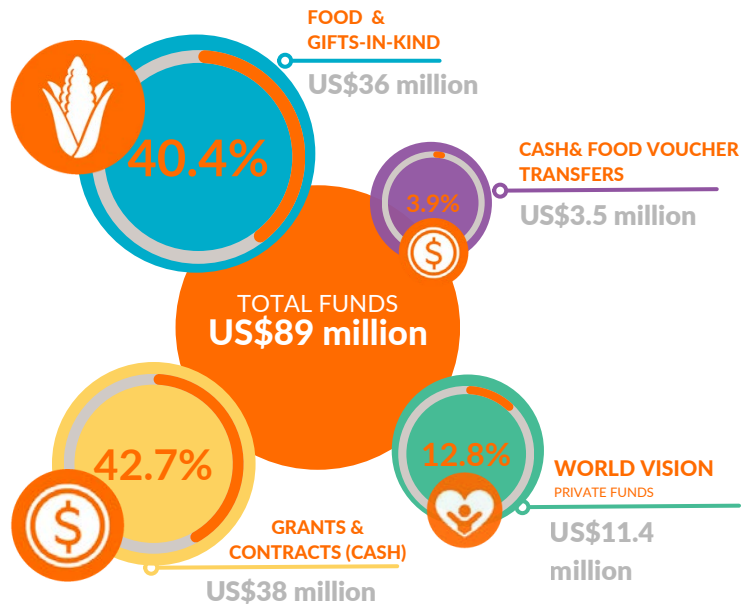 FOOD &
GIFTS-IN-KIND
US$36 million
40.4%
CASH& FOOD VOUCHER
TRANSFERS
US$3.5 million
3.9%
$
TOTAL FUNDS
US$89 million
42.7%
$
GRANTS &
CONTRACTS (CASH)
US$38 million
12.8%
WORLD VISION
PRIVATE FUNDS
US$11.4
million